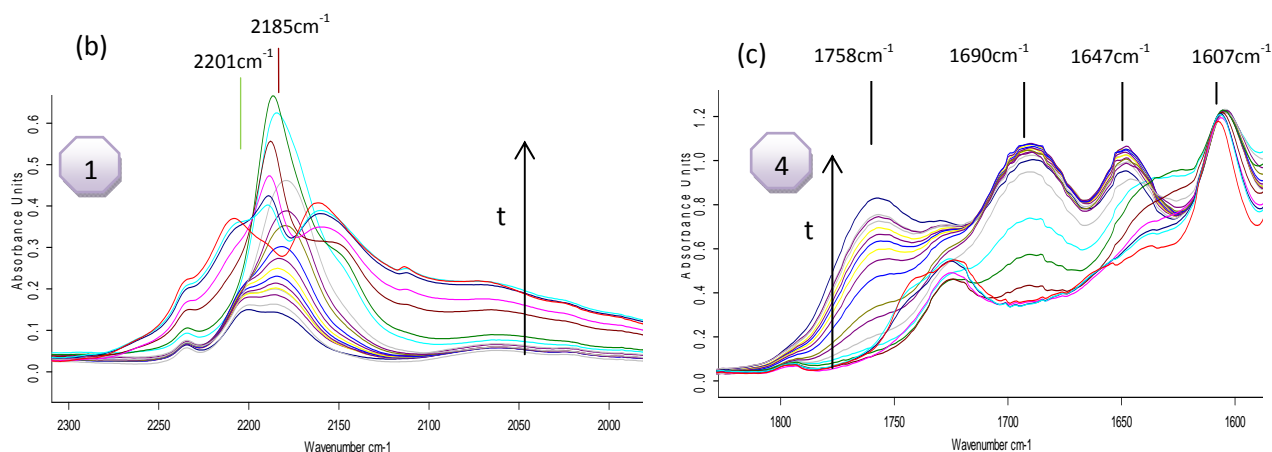 (b)
2185cm⁻¹
2201cm⁻¹
1
t
Absorbance Units
0.0 0.1 0.2 0.3 0.4 0.5 0.6
2300 2250 2200 2150 2100 2050 2000
Wavenumber cm-1
(c)
1758cm⁻¹ 1690cm⁻¹ 1647cm⁻¹ 1607cm⁻¹
4
t
Absorbance Units
0.0 0.2 0.4 0.6 0.8 1.0 1.2
1800 1750 1700 1650 1600
Wavenumber cm-1